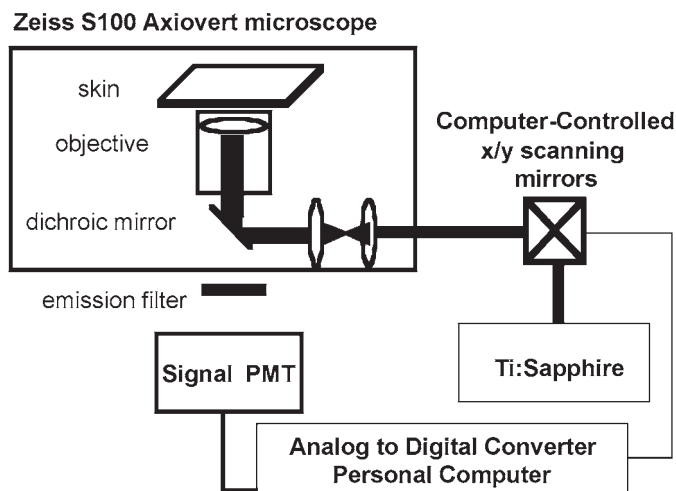 Zeiss S100 Axiovert microscope
skin
objective
dichroic mirror
emission filter
Computer-Controlled
x/y scanning
mirrors
Ti:Sapphire
Signal PMT
Analog to Digital Converter
Personal Computer